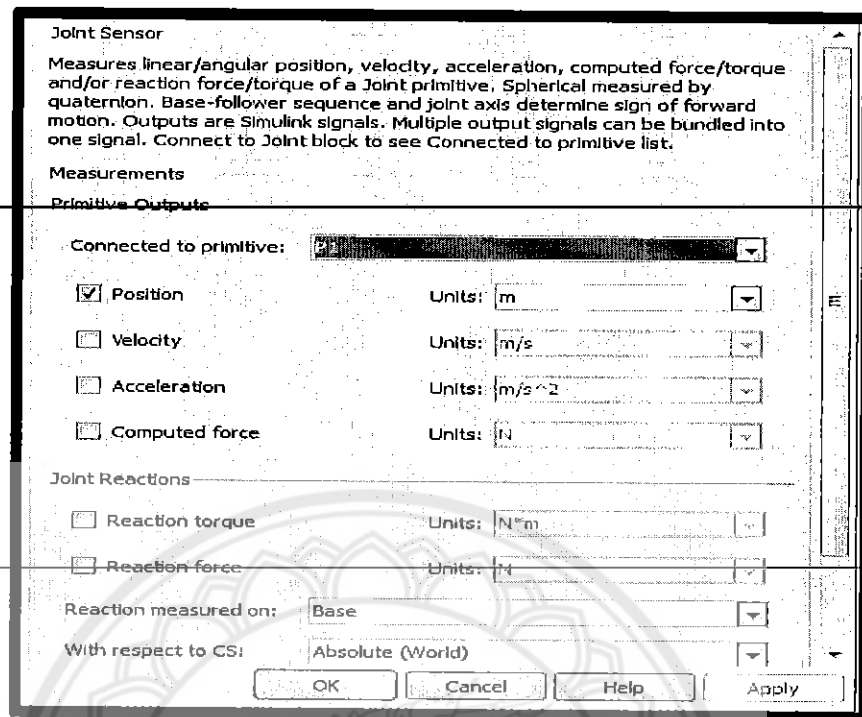 Joint Sensor
Measures linear/angular position, velocity, acceleration, computed force/torque
and/or reaction force/torque of a Joint primitive. Spherical measured by
quaternion. Base-follower sequence and joint axis determine sign of forward
motion. Outputs are Simulink signals. Multiple output signals can be bundled into
one signal. Connect to Joint block to see Connected to primitive list.
Measurements
Primitive Outputs
Connected to primitive: P1
Position Units: m
Velocity Units: m/s
Acceleration Units: m/s^2
Computed force Units: N
Joint Reactions
Reaction torque Units: N*m
Reaction force Units: N
Reaction measured on: Base
With respect to CS: Absolute (World)
OK Cancel Help Apply